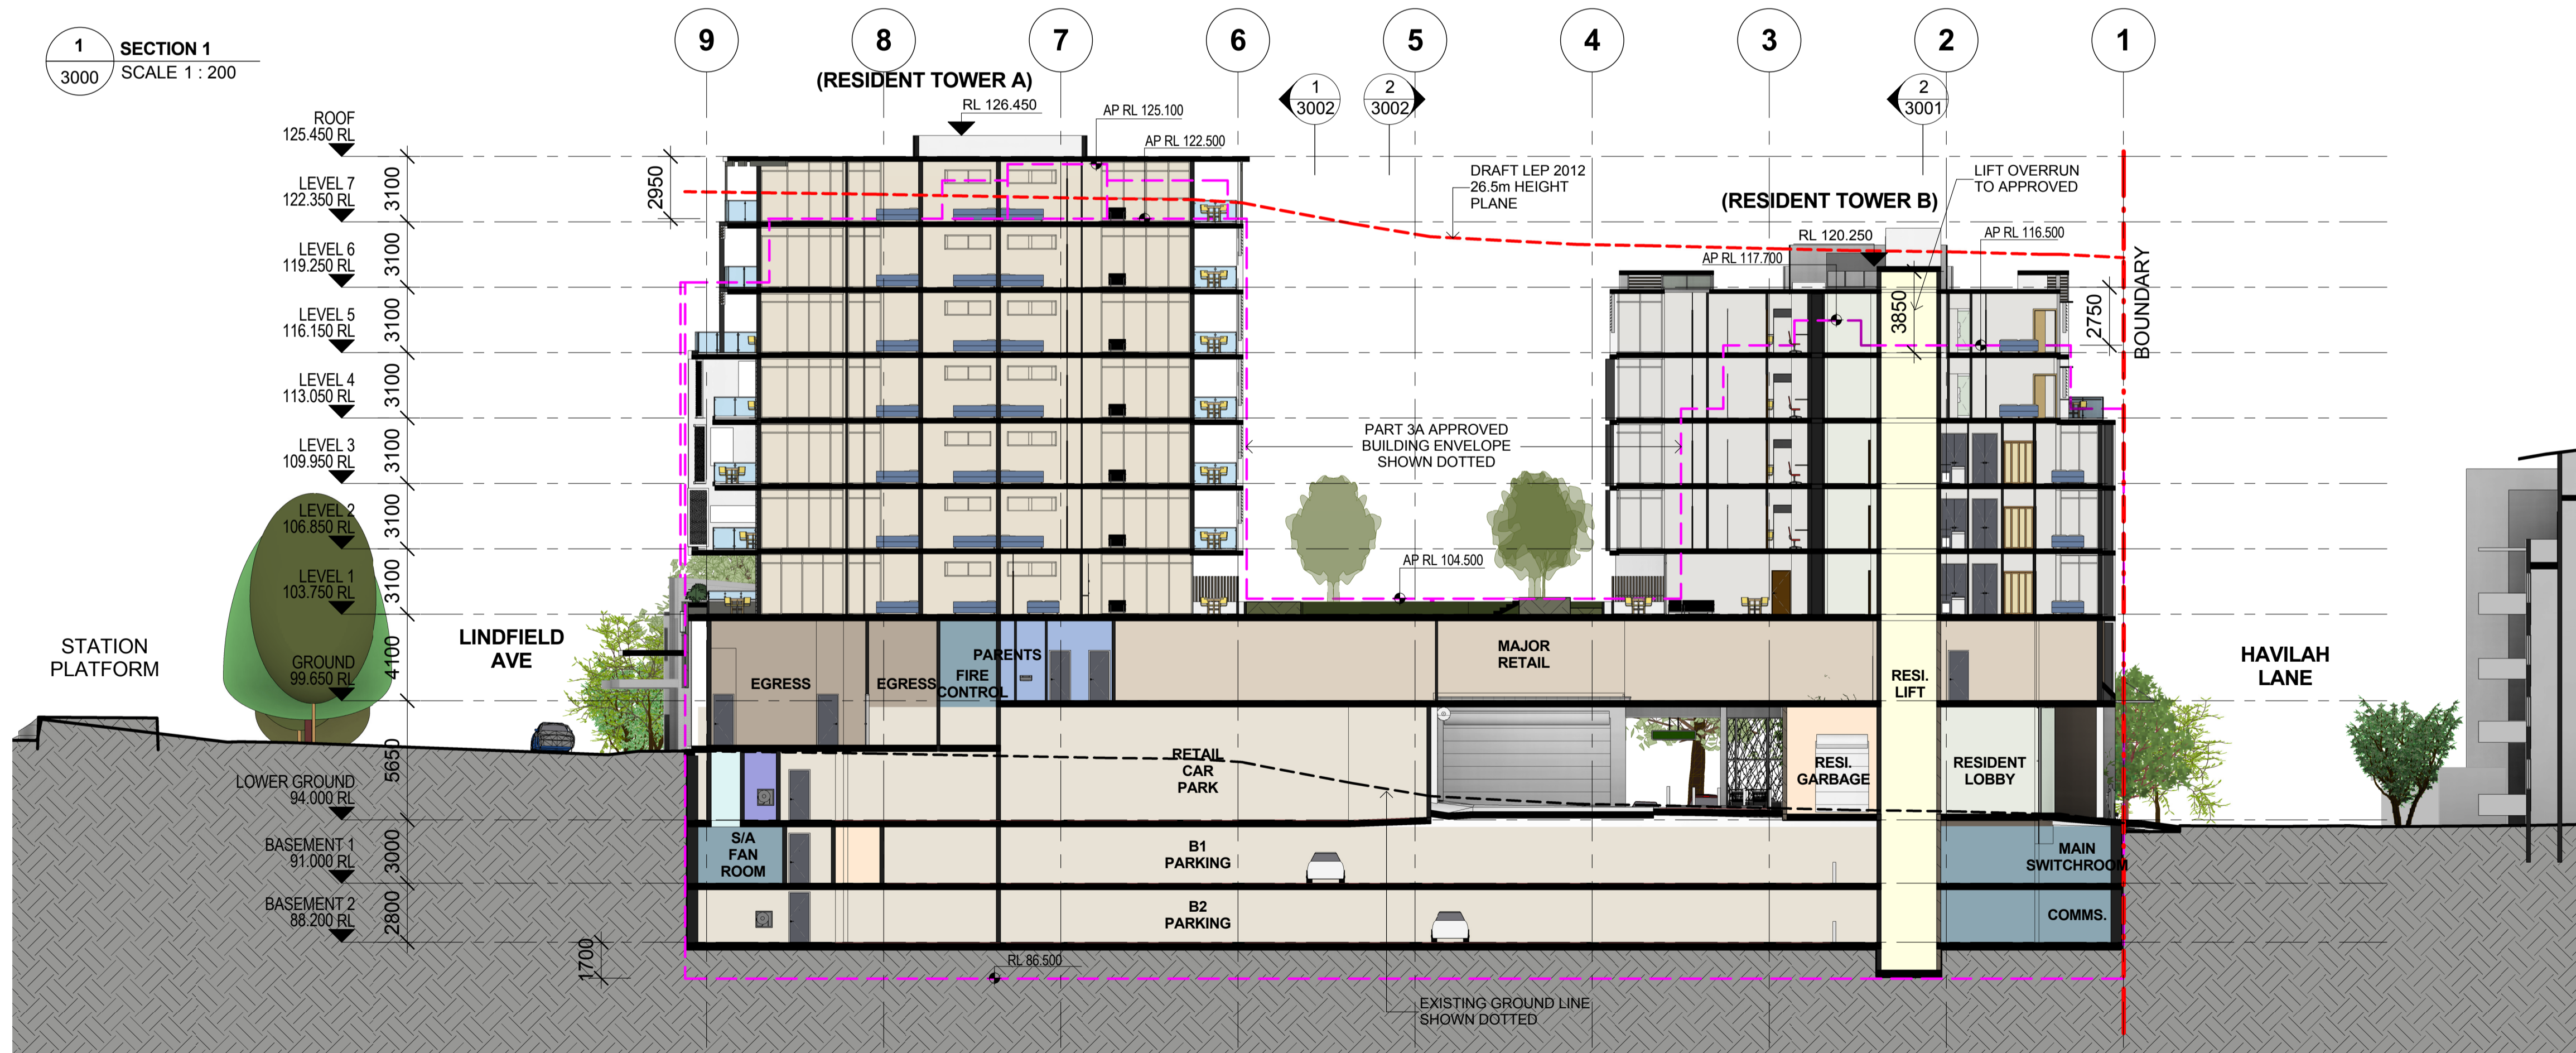 1
3000
SECTION 1
SCALE 1 : 200
9
8
7
6
5
4
3
2
1
(RESIDENT TOWER A)
RL 126.450
AP RL 125.100
AP RL 122.500
1
3002
2
3002
2
3001
DRAFT LEP 2012
26.5m HEIGHT
PLANE
LIFT OVERRUN
TO APPROVED
(RESIDENT TOWER B)
RL 120.250
AP RL 116.500
AP RL 117.700
BOUNDARY
ROOF
125.450 RL
LEVEL 7
122.350 RL
LEVEL 6
119.250 RL
LEVEL 5
116.150 RL
LEVEL 4
113.050 RL
LEVEL 3
109.950 RL
LEVEL 2
106.850 RL
LEVEL 1
103.750 RL
GROUND
99.650 RL
LOWER GROUND
94.000 RL
BASEMENT 1
91.000 RL
BASEMENT 2
88.200 RL
3100
3100
3100
3100
3100
3100
3100
4100
5650
3000
2800
1700
2950
3850
2750
PART 3A APPROVED
BUILDING ENVELOPE
SHOWN DOTTED
AP RL 104.500
STATION
PLATFORM
LINDFIELD
AVE
HAVILAH
LANE
EGRESS
EGRESS
FIRE
CONTROL
PARENTS
MAJOR
RETAIL
RESI.
LIFT
RETAIL
CAR
PARK
RESI.
GARBAGE
RESIDENT
LOBBY
S/A
FAN
ROOM
B1
PARKING
MAIN
SWITCHROOM
B2
PARKING
COMMS.
RL 86.500
EXISTING GROUND LINE
SHOWN DOTTED